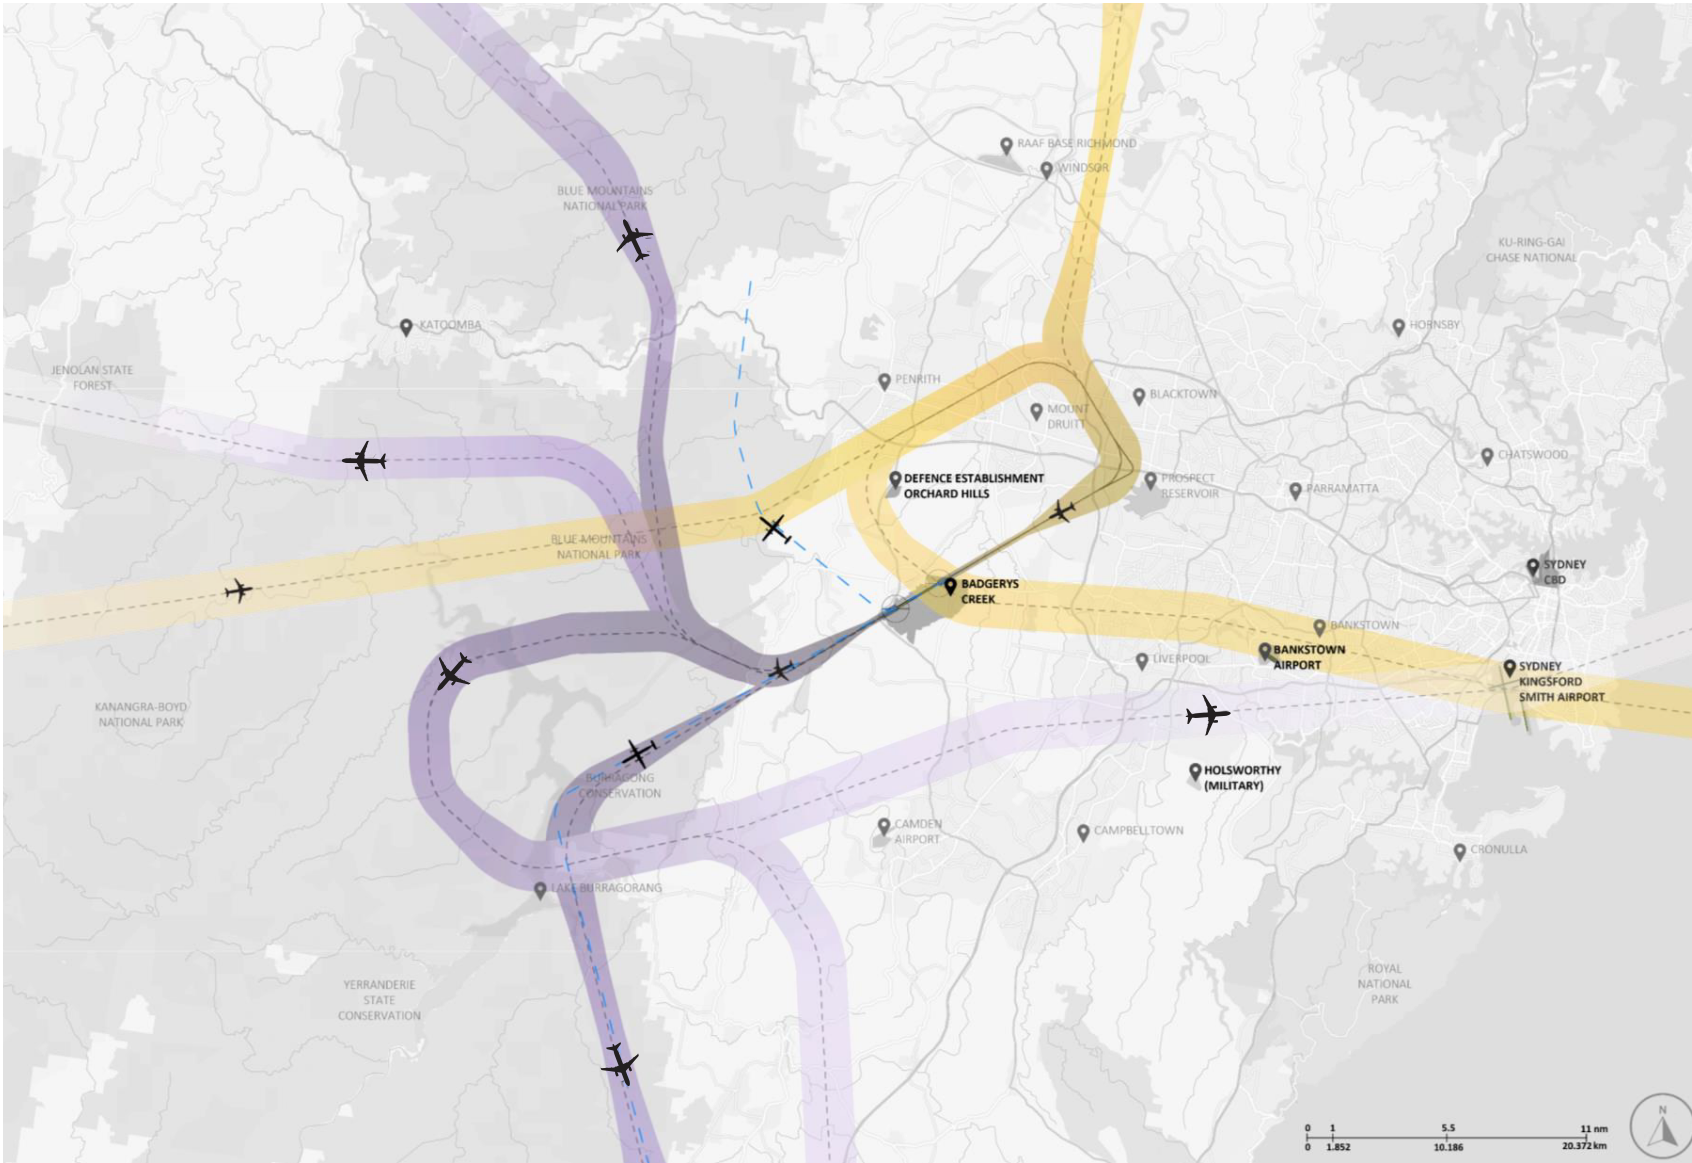 RAAF BASE RICHMOND
WINDSOR
BLUE MOUNTAINS
NATIONAL PARK
KU-RING-GAI
CHASE NATIONAL
KATOOMBA
HORNSBY
JENOLAN STATE
FOREST
PENRITH
BLACKTOWN
MOUNT
DRUITT
CHATSWOOD
DEFENCE ESTABLISHMENT
ORCHARD HILLS
PROSPECT
RESERVOIR
PARRAMATTA
BLUE MOUNTAINS
NATIONAL PARK
SYDNEY
CBD
BADGERYS
CREEK
BANKSTOWN
BANKSTOWN
AIRPORT
LIVERPOOL
SYDNEY
KINGSFORD
SMITH AIRPORT
KANANGRA-BOYD
NATIONAL PARK
HOLSWORTHY
(MILITARY)
BURRAGONG
CONSERVATION
CAMDEN
AIRPORT
CAMPBELLTOWN
CRONULLA
LAKE BURRAGORANG
YERRANDERIE
STATE
CONSERVATION
ROYAL
NATIONAL
PARK
N
0 1 5.5 11 nm
0 1.852 10.186 20.372 km